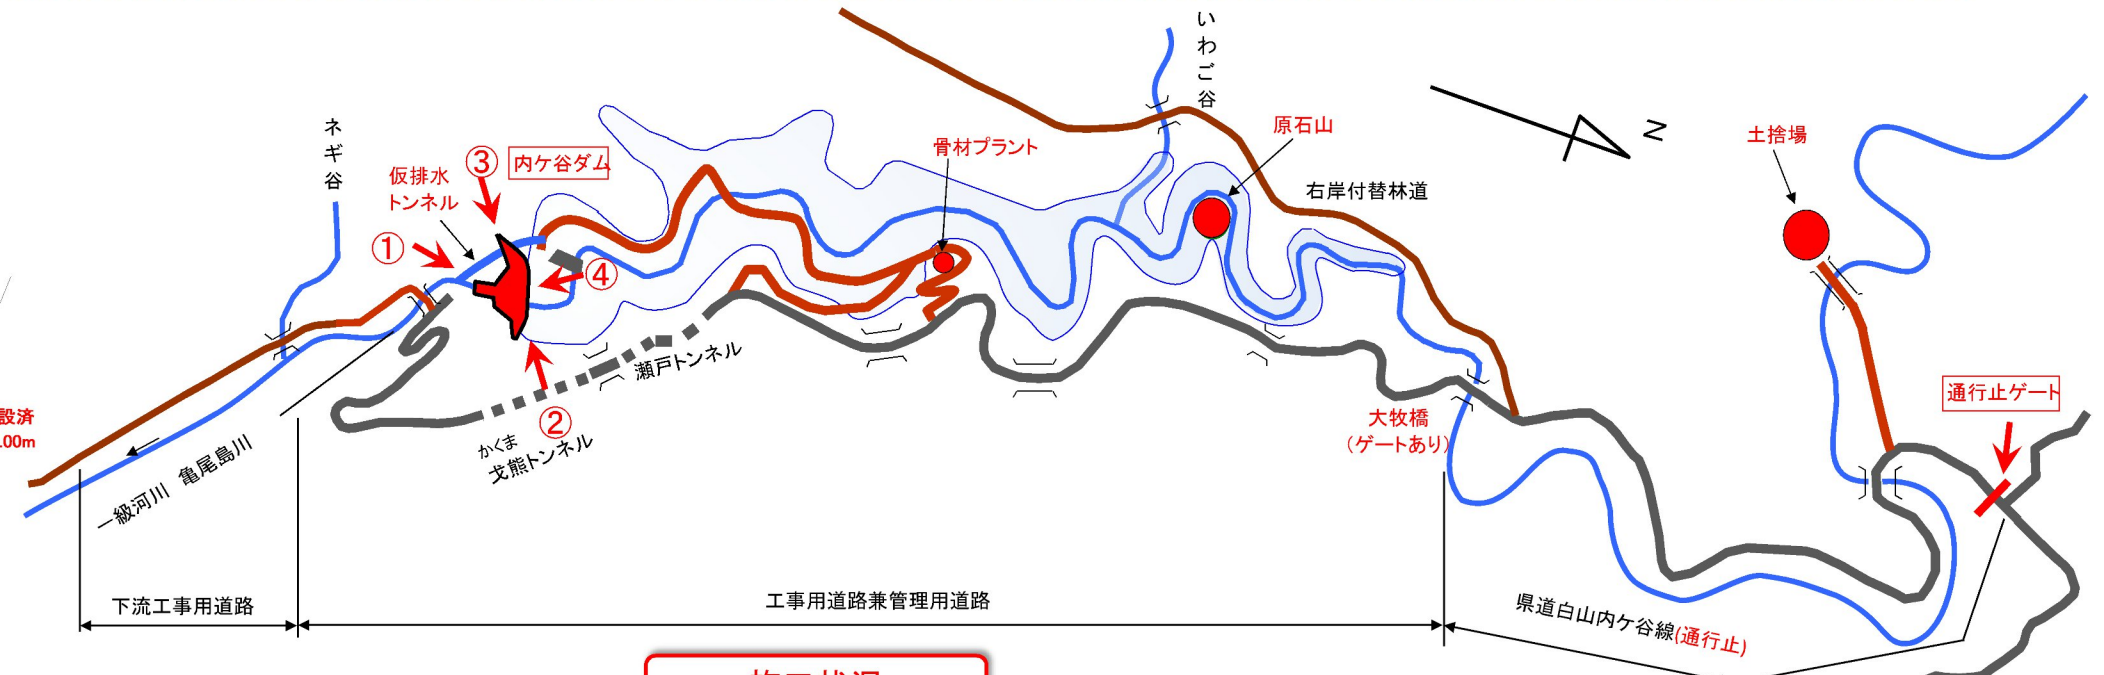 いわご谷
ネギ谷
仮排水
トンネル
③
内ケ谷ダム
骨材プラント
原石山
右岸付替林道
N
土捨場
①
④
②
瀬戸トンネル
かくま
戈熊トンネル
設済
.00m
一級河川 亀尾島川
大牧橋
(ゲートあり)
通行止ゲート
下流工事用道路
工事用道路兼管理用道路
県道白山内ケ谷線(通行止)